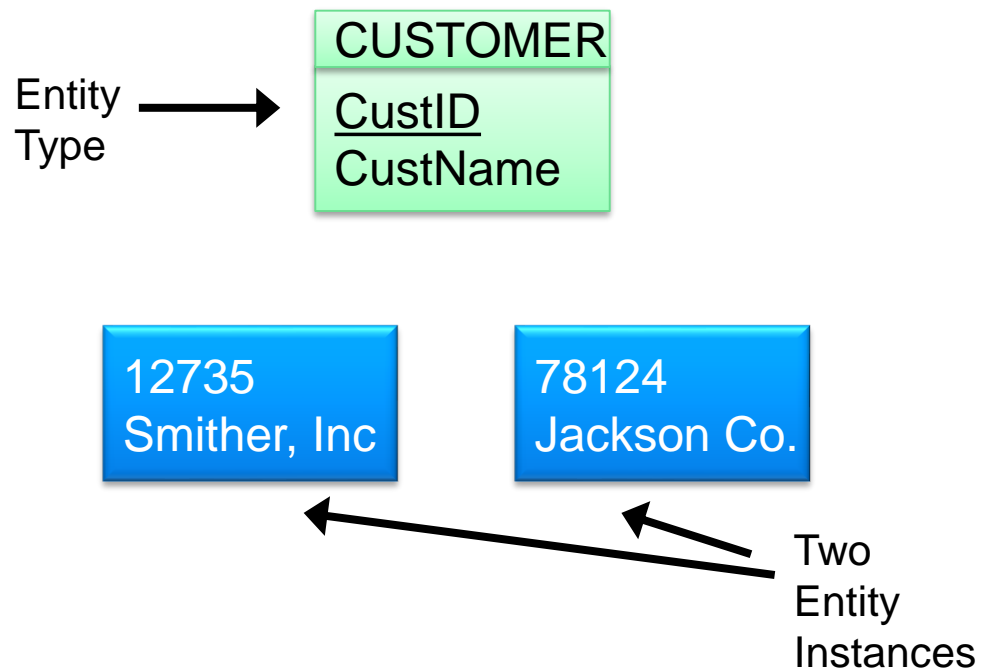 CUSTOMER
Entity
Type
CustID
CustName
12735
Smither, Inc
78124
Jackson Co.
Two
Entity
Instances